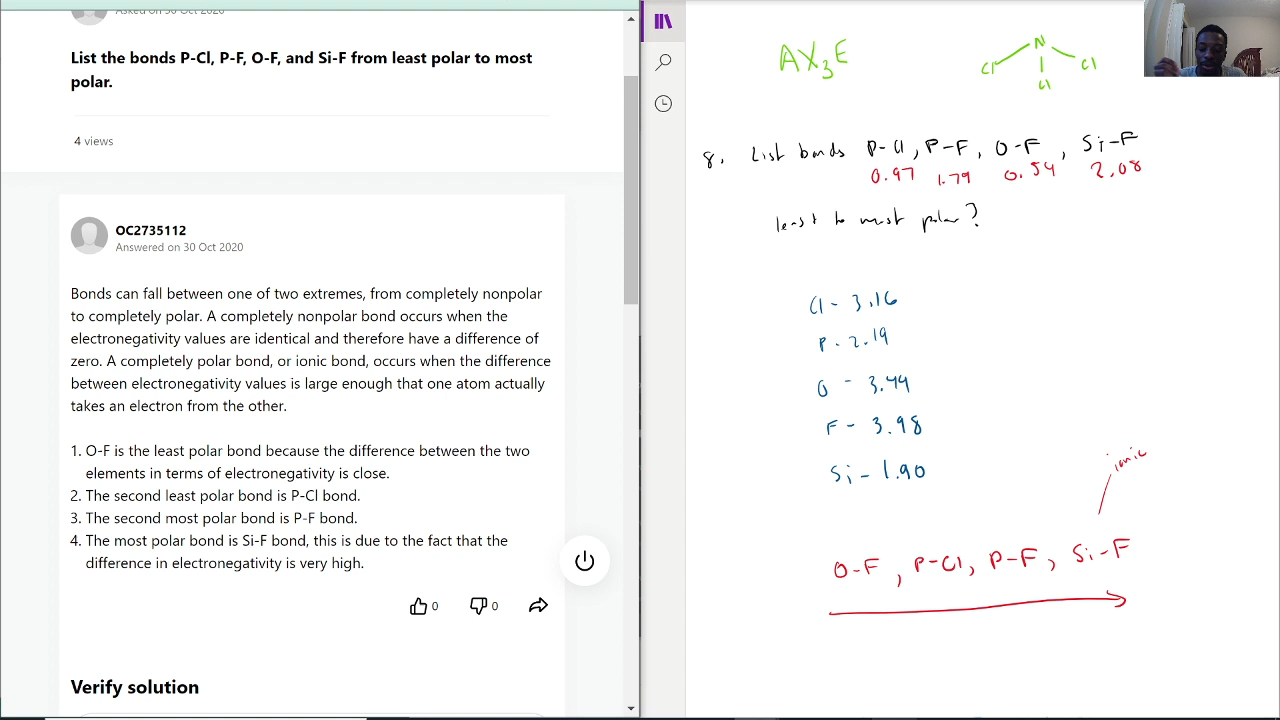 Asked on 30 Oct 2020
List the bonds P-Cl, P-F, O-F, and Si-F from least polar to most
polar.
4 views
OC2735112
Answered on 30 Oct 2020
Bonds can fall between one of two extremes, from completely nonpolar
to completely polar. A completely nonpolar bond occurs when the
electronegativity values are identical and therefore have a difference of
zero. A completely polar bond, or ionic bond, occurs when the difference
between electronegativity values is large enough that one atom actually
takes an electron from the other.
1. O-F is the least polar bond because the difference between the two
elements in terms of electronegativity is close.
2. The second least polar bond is P-Cl bond.
3. The second most polar bond is P-F bond.
4. The most polar bond is Si-F bond, this is due to the fact that the
difference in electronegativity is very high.
0 0
Verify solution
AX3E
N
Cl Cl
Cl
8. List bonds P-Cl, P-F, O-F, Si-F
0.97 1.79 0.54 2.08
least to most polar?
Cl - 3.16
P - 2.19
O - 3.44
F - 3.98
Si - 1.90
ionic
O-F, P-Cl, P-F, Si-F